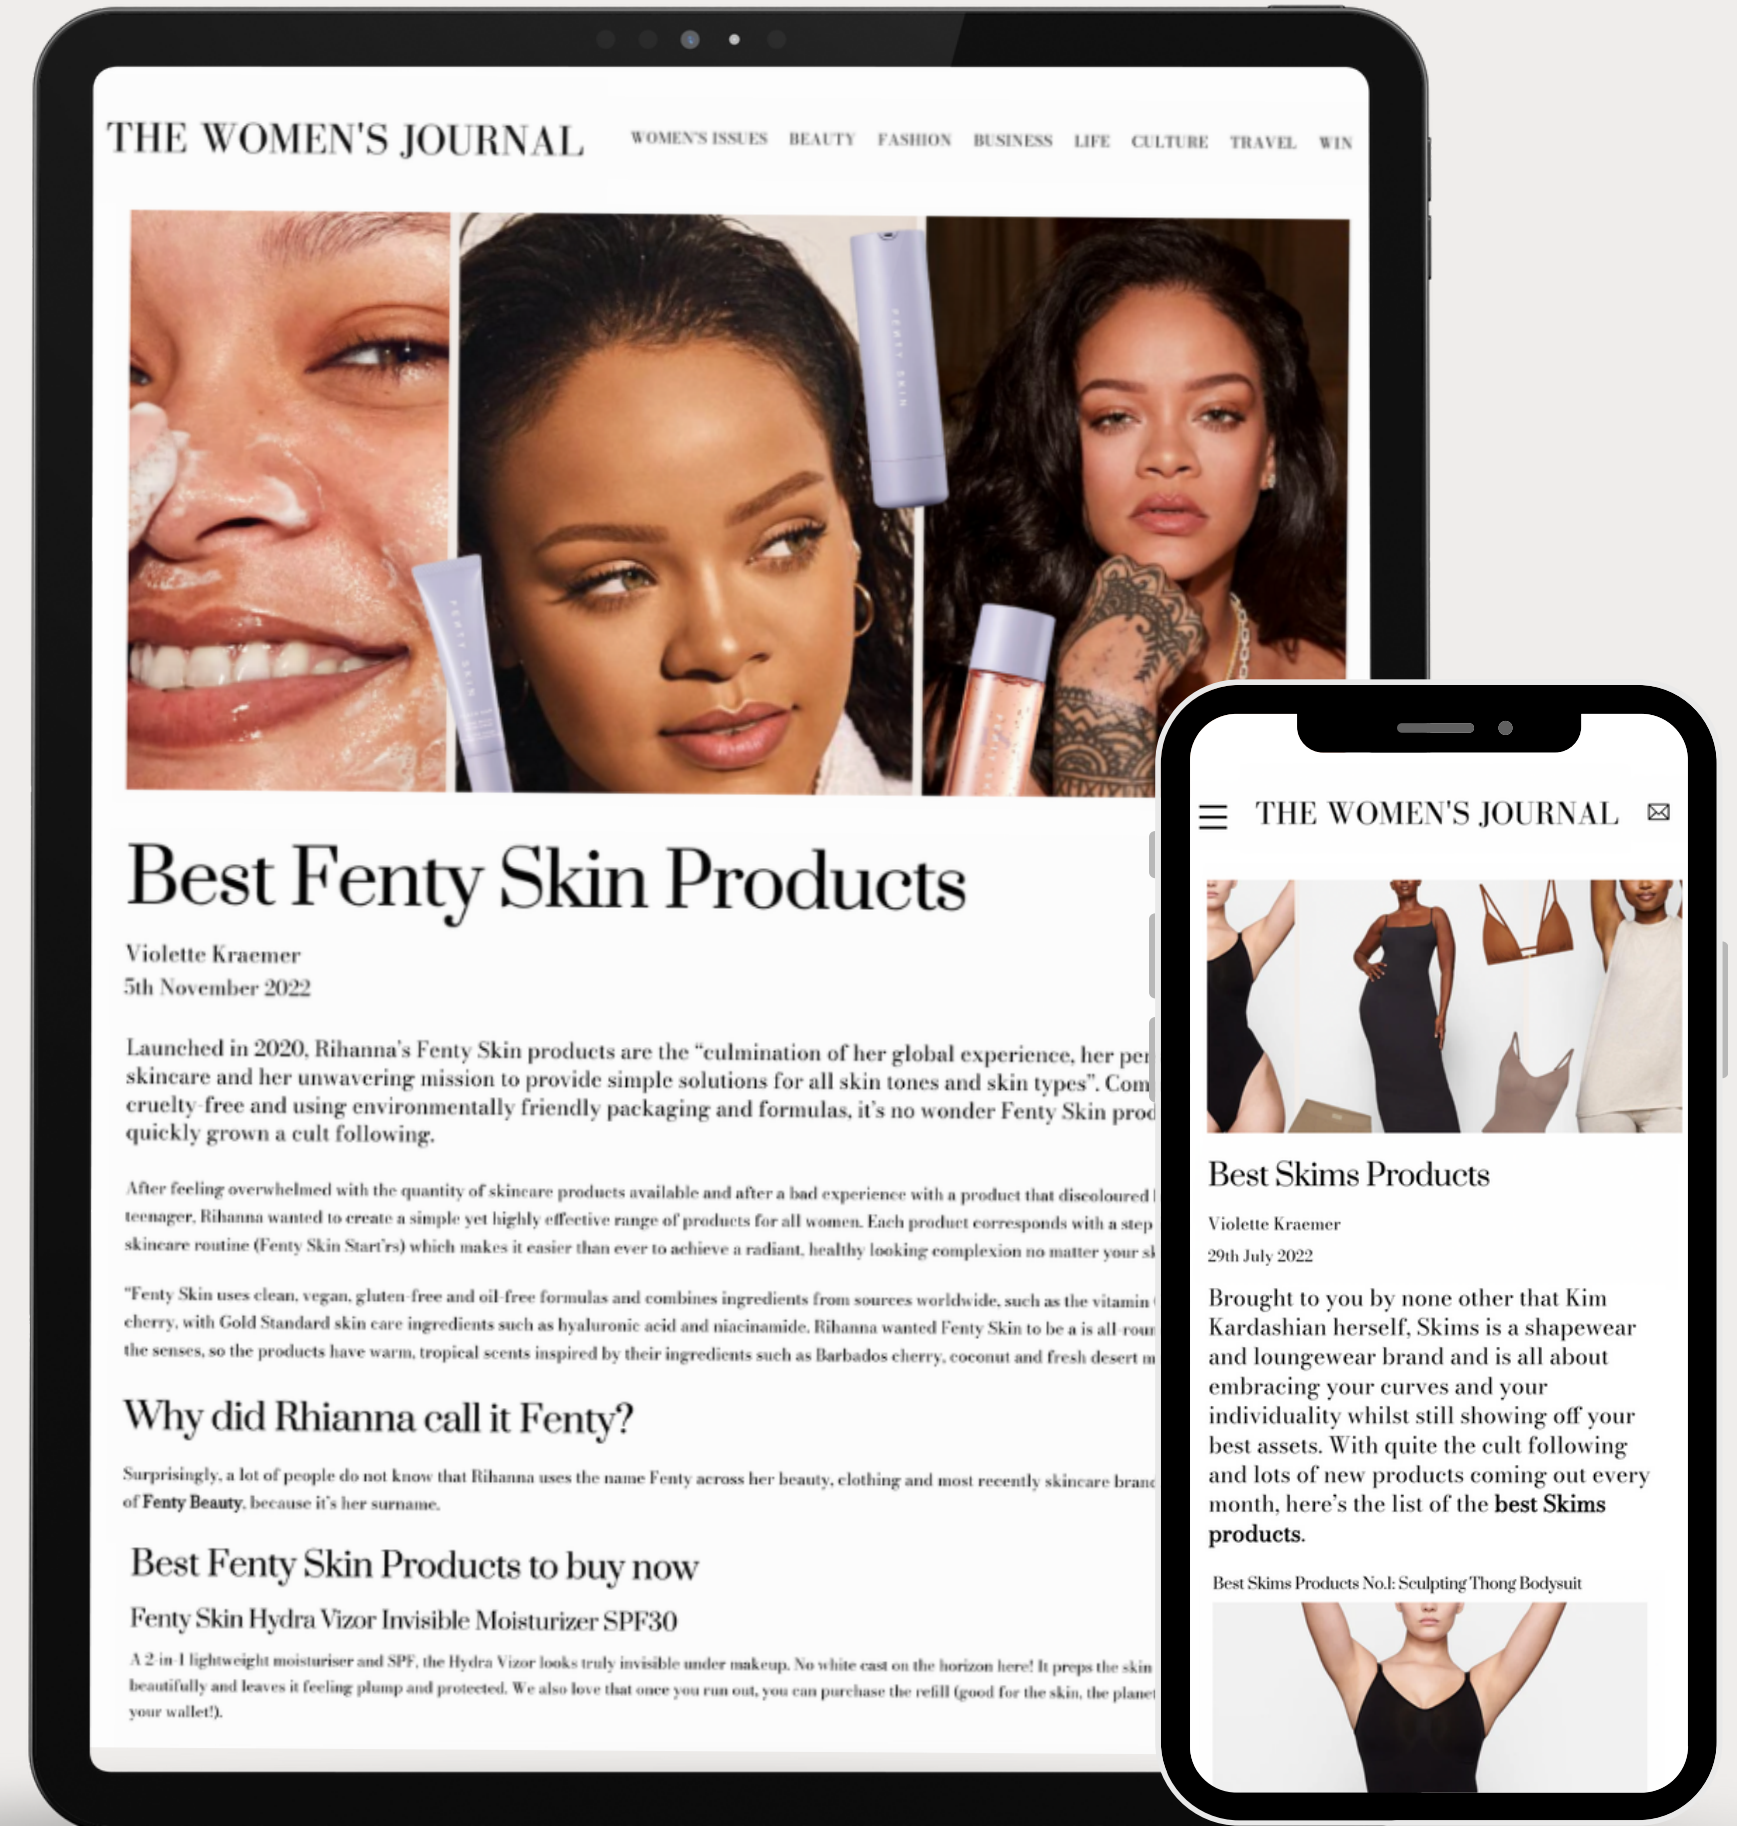 THE WOMEN'S JOURNAL
WOMEN'S ISSUES BEAUTY FASHION BUSINESS LIFE CULTURE TRAVEL WIN
FENTY SKIN
FENTY SKIN
Best Fenty Skin Products
Violette Kraemer
5th November 2022
Launched in 2020, Rihanna's Fenty Skin products are the “culmination of her global experience, her per
skincare and her unwavering mission to provide simple solutions for all skin tones and skin types”. Com
cruelty-free and using environmentally friendly packaging and formulas, it's no wonder Fenty Skin prod
quickly grown a cult following.
After feeling overwhelmed with the quantity of skincare products available and after a bad experience with a product that discoloured
teenager, Rihanna wanted to create a simple yet highly effective range of products for all women. Each product corresponds with a step
skincare routine (Fenty Skin Start'rs) which makes it easier than ever to achieve a radiant, healthy looking complexion no matter your sk
“Fenty Skin uses clean, vegan, gluten-free and oil-free formulas and combines ingredients from sources worldwide, such as the vitamin
cherry, with Gold Standard skin care ingredients such as hyaluronic acid and niacinamide. Rihanna wanted Fenty Skin to be a is all-roun
the senses, so the products have warm, tropical scents inspired by their ingredients such as Barbados cherry, coconut and fresh desert m
Why did Rhianna call it Fenty?
Surprisingly, a lot of people do not know that Rihanna uses the name Fenty across her beauty, clothing and most recently skincare brand
of Fenty Beauty, because it's her surname.
Best Fenty Skin Products to buy now
Fenty Skin Hydra Vizor Invisible Moisturizer SPF30
A 2-in-1 lightweight moisturiser and SPF, the Hydra Vizor looks truly invisible under makeup. No white cast on the horizon here! It preps the skin
beautifully and leaves it feeling plump and protected. We also love that once you run out, you can purchase the refill (good for the skin, the planet
your wallet!).
THE WOMEN'S JOURNAL
Best Skims Products
Violette Kraemer
29th July 2022
Brought to you by none other that Kim
Kardashian herself, Skims is a shapewear
and loungewear brand and is all about
embracing your curves and your
individuality whilst still showing off your
best assets. With quite the cult following
and lots of new products coming out every
month, here's the list of the best Skims
products.
Best Skims Products No.1: Sculpting Thong Bodysuit